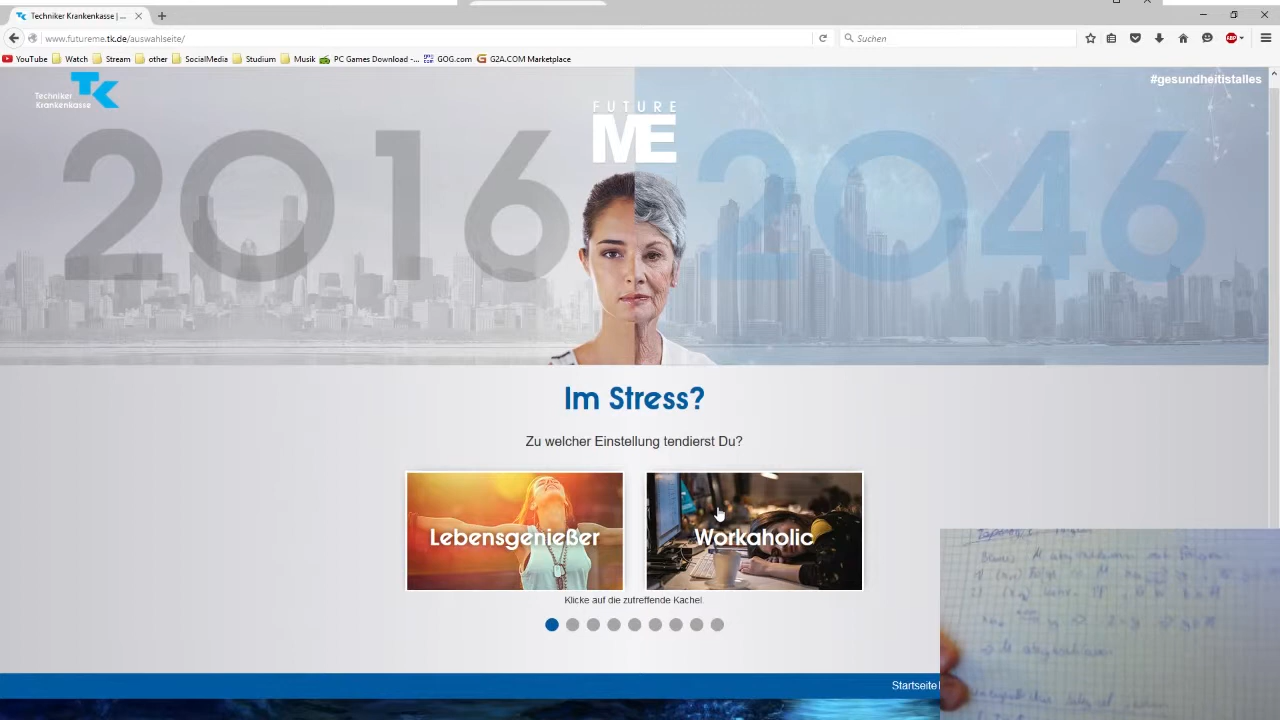 Techniker Krankenkasse | ...
www.futureme.tk.de/auswahlseite/
Suchen
YouTube Watch Stream other SocialMedia Studium Musik PC Games Download -... GOG.com G2A.COM Marketplace
TK
Techniker
Krankenkasse
#gesundheitistalles
FUTURE
ME
2016 2046
Im Stress?
Zu welcher Einstellung tendierst Du?
Lebensgenießer Workaholic
Klicke auf die zutreffende Kachel.
Startseite